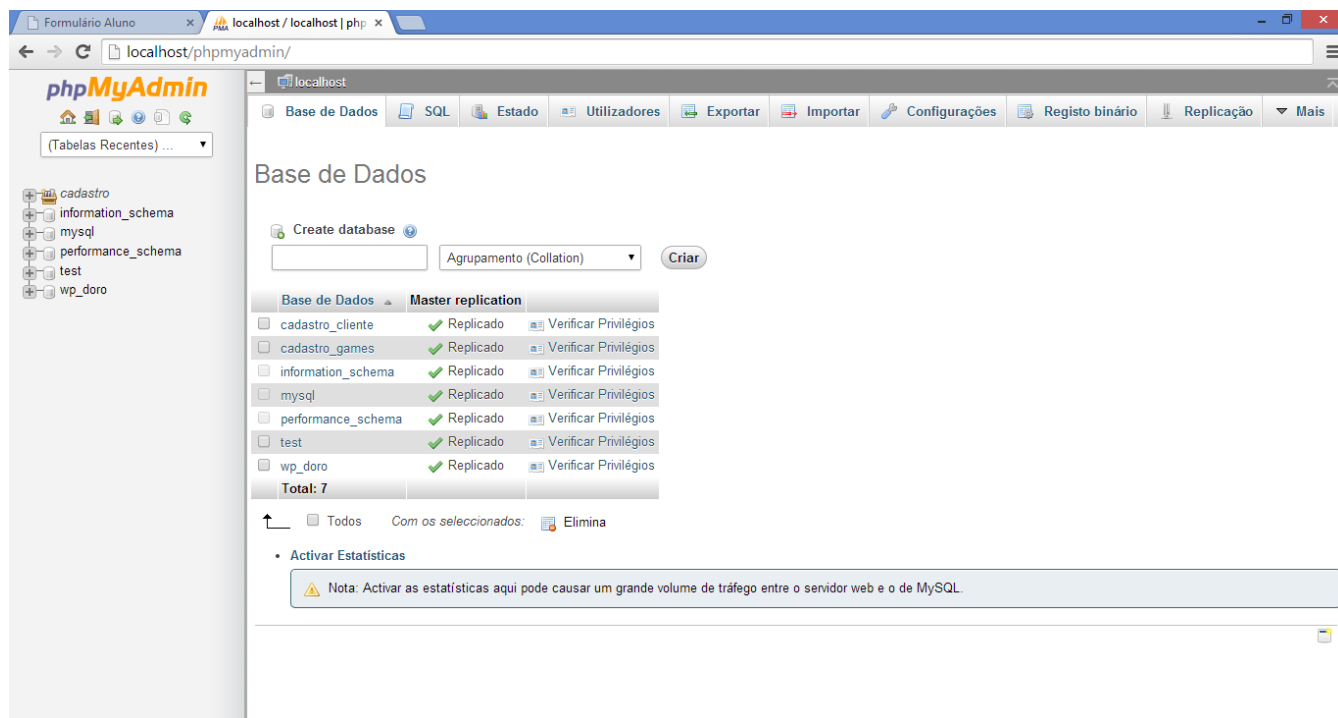 Formulário Aluno
PMA
localhost / localhost | php
localhost/phpmyadmin/
phpMyAdmin
(Tabelas Recentes) ...
cadastro
information_schema
mysql
performance_schema
test
wp_doro
localhost
Base de Dados SQL Estado Utilizadores Exportar Importar Configurações Registo binário Replicação Mais
Base de Dados
Create database
Agrupamento (Collation) Criar
Base de Dados Master replication
cadastro_cliente Replicado Verificar Privilégios
cadastro_games Replicado Verificar Privilégios
information_schema Replicado Verificar Privilégios
mysql Replicado Verificar Privilégios
performance_schema Replicado Verificar Privilégios
test Replicado Verificar Privilégios
wp_doro Replicado Verificar Privilégios
Total: 7
Todos Com os seleccionados: Elimina
• Activar Estatísticas
Nota: Activar as estatísticas aqui pode causar um grande volume de tráfego entre o servidor web e o de MySQL.